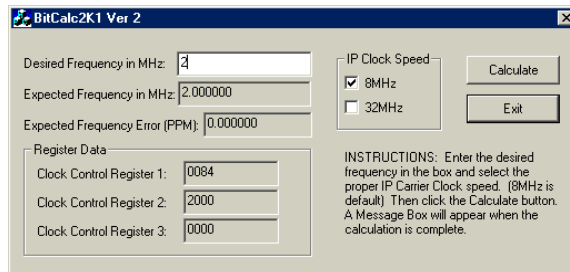 BitCalc2K1 Ver 2
Desired Frequency in MHz: 2
Expected Frequency in MHz: 2.000000
Expected Frequency Error (PPM): 0.000000
Register Data
Clock Control Register 1: 0084
Clock Control Register 2: 2000
Clock Control Register 3: 0000
IP Clock Speed
8MHz
32MHz
Calculate
Exit
INSTRUCTIONS: Enter the desired
frequency in the box and select the
proper IP Carrier Clock speed. (8MHz is
default) Then click the Calculate button.
A Message Box will appear when the
calculation is complete.